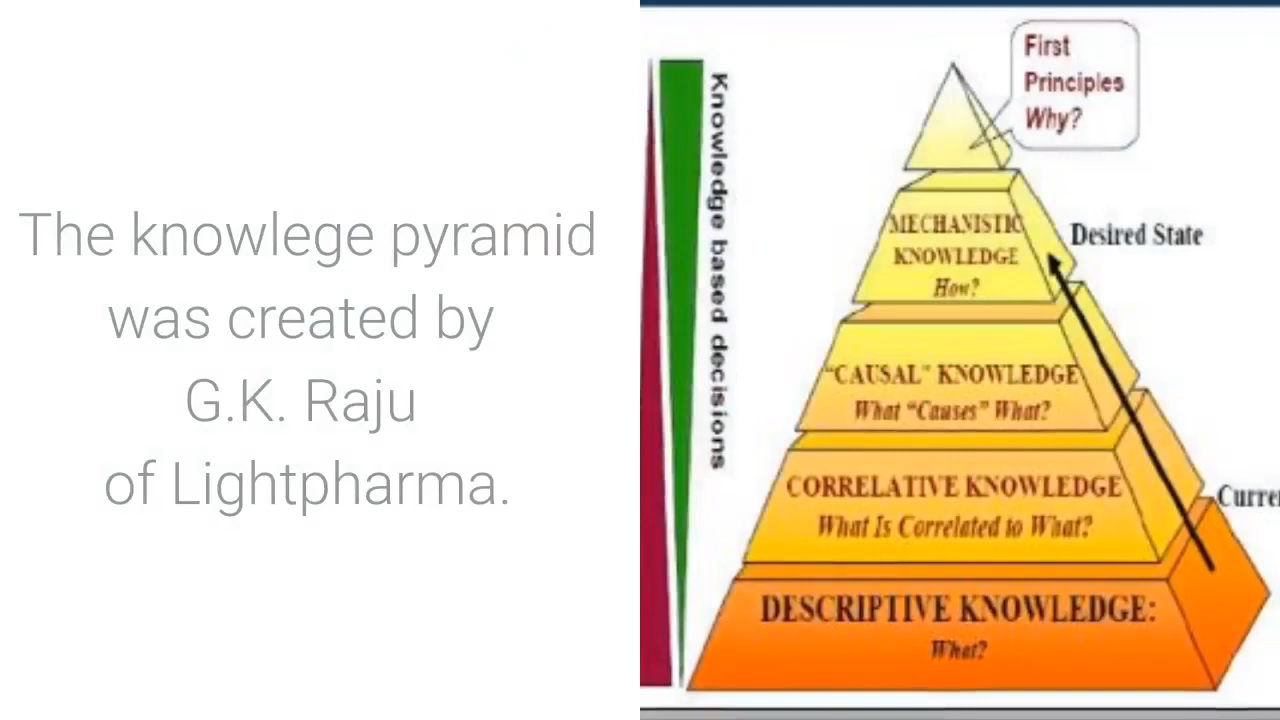 The knowlege pyramid
was created by
G.K. Raju
of Lightpharma.
Knowledge based decisions
First
Principles
Why?
MECHANISTIC
KNOWLEDGE
How?
Desired State
"CAUSAL" KNOWLEDGE
What "Causes" What?
CORRELATIVE KNOWLEDGE
What Is Correlated to What?
DESCRIPTIVE KNOWLEDGE:
What?